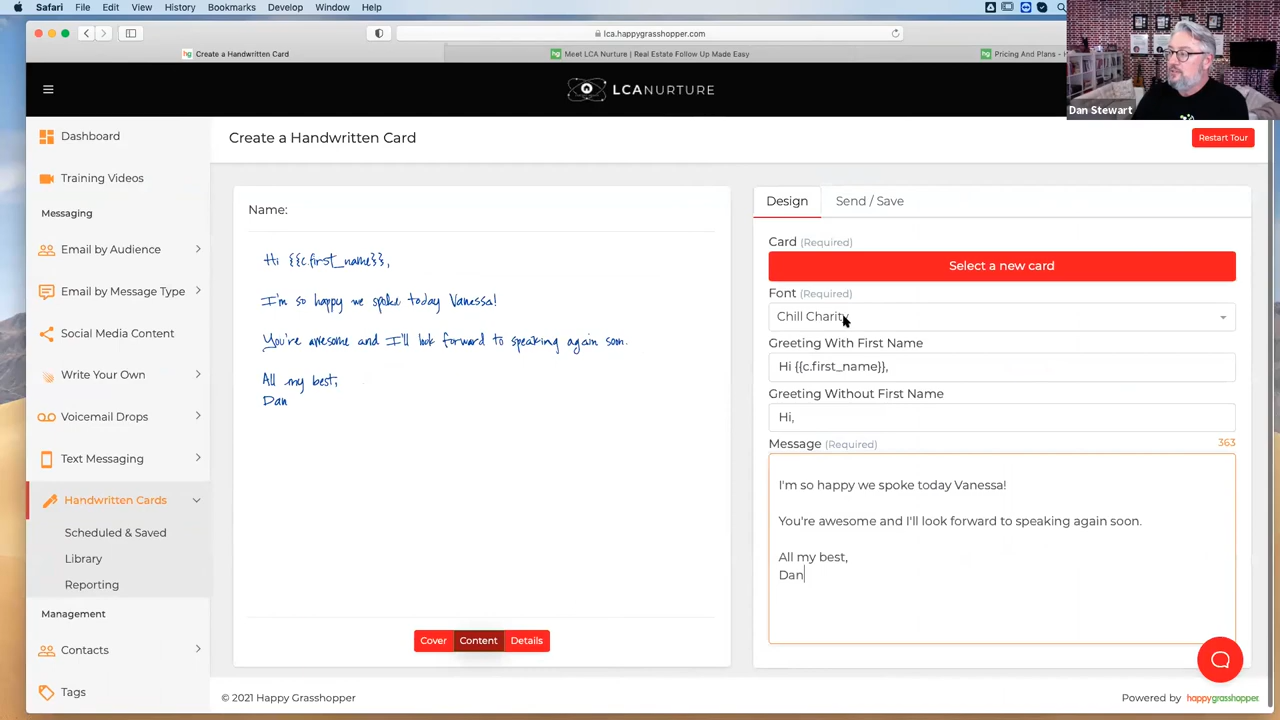 Safari File Edit View History Bookmarks Develop Window Help
lca.happygrasshopper.com
hg Create a Handwritten Card
hg Meet LCA Nurture | Real Estate Follow Up Made Easy
hg Pricing And Plans -
LCANURTURE
Dan Stewart
Dashboard
Training Videos
Messaging
Email by Audience
Email by Message Type
Social Media Content
Write Your Own
Voicemail Drops
Text Messaging
Handwritten Cards
Scheduled & Saved
Library
Reporting
Management
Contacts
Tags
Create a Handwritten Card
Restart Tour
Name:
Hi {{c.first_name}},
I'm so happy we spoke today Vanessa!
You're awesome and I'll look forward to speaking again soon.
All my best,
Dan
Cover Content Details
Design Send / Save
Card (Required)
Select a new card
Font (Required)
Chill Charity
Greeting With First Name
Hi {{c.first_name}},
Greeting Without First Name
Hi,
Message (Required) 363
I'm so happy we spoke today Vanessa!
You're awesome and I'll look forward to speaking again soon.
All my best,
Dan
© 2021 Happy Grasshopper
Powered by happygrasshopper